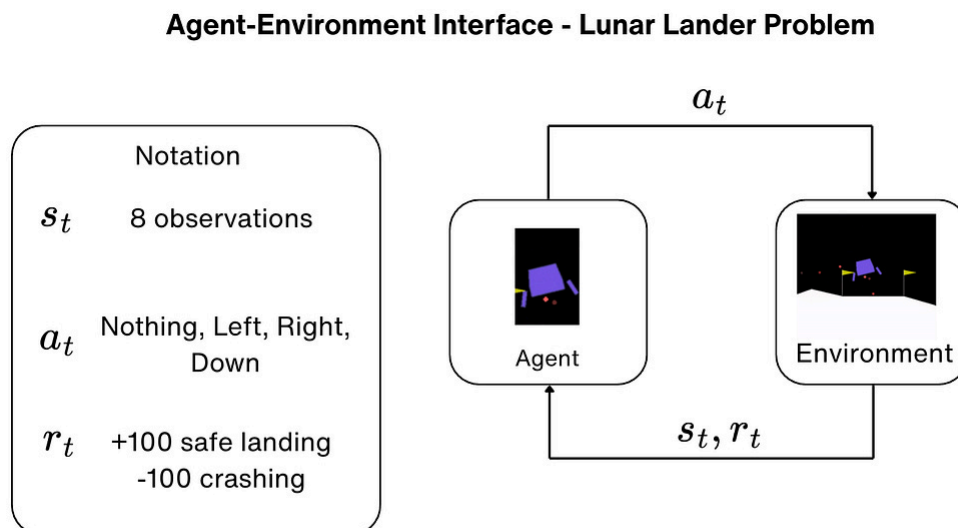 Agent-Environment Interface - Lunar Lander Problem
Notation
s_t 8 observations
a_t Nothing, Left, Right,
Down
r_t +100 safe landing
-100 crashing
a_t
Agent
Environment
s_t, r_t